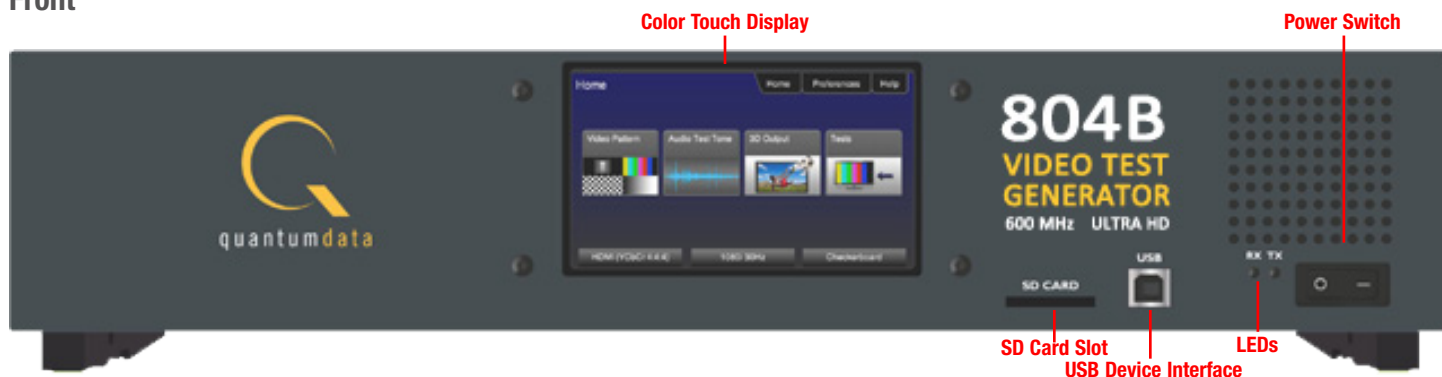 Front
Color Touch Display
Power Switch
Home
Home Preferences Help
Video Pattern Audio Test Tone 3D Output Tests
HDMI (YCbCr 4:4:4) 1080 30Hz Checkerboard
quantumdata
804B
VIDEO TEST
GENERATOR
600 MHz ULTRA HD
USB
RX TX
SD CARD
SD Card Slot
LEDs
USB Device Interface